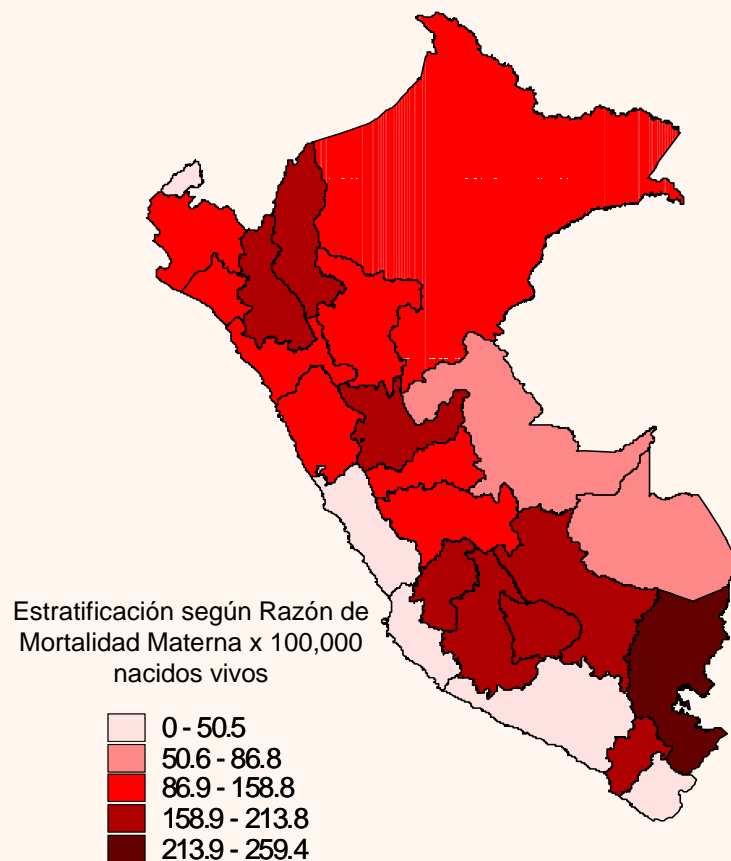 Estratificación según Razón de
Mortalidad Materna x 100,000
nacidos vivos
0 - 50.5
50.6 - 86.8
86.9 - 158.8
158.9 - 213.8
213.9 - 259.4